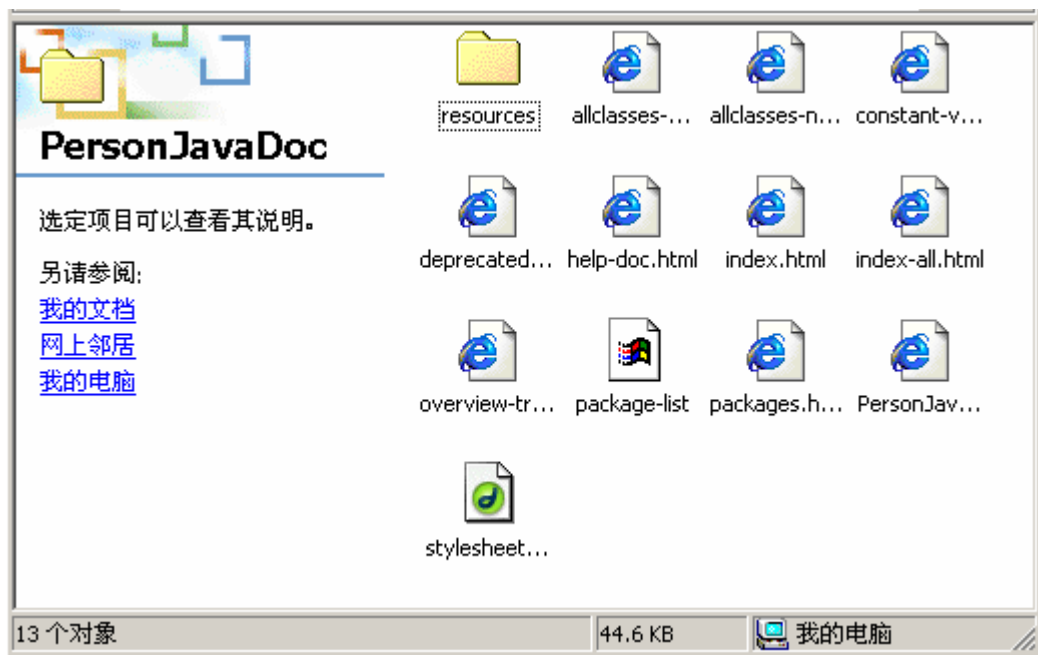 PersonJavaDoc
选定项目可以查看其说明。
另请参阅:
我的文档
网上邻居
我的电脑
resources
allclasses-...
allclasses-n...
constant-v...
deprecated...
help-doc.html
index.html
index-all.html
overview-tr...
package-list
packages.h...
PersonJav...
stylesheet...
13 个对象
44.6 KB
我的电脑